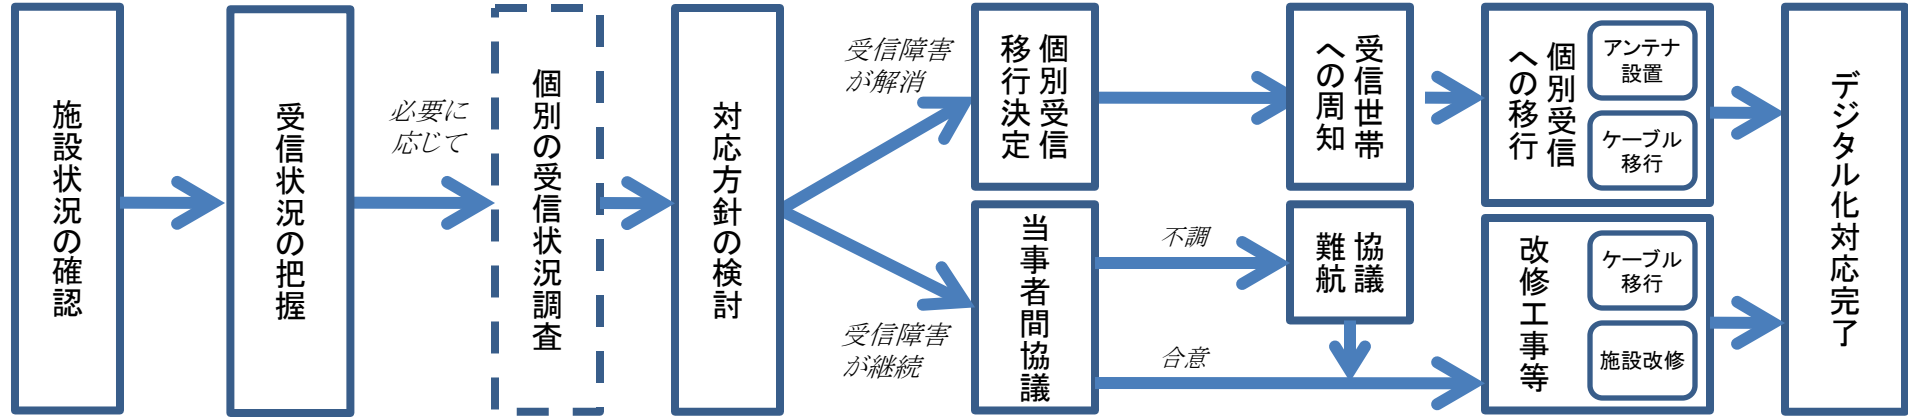 施設状況の確認
受信状況の把握
必要に
応じて
個別の受信状況調査
対応方針の検討
受信障害
が解消
個別受信
移行決定
受信世帯
への周知
個別受信
への移行
アンテナ
設置
ケーブル
移行
受信障害
が継続
当事者間協議
不調
協議
難航
合意
改修工事等
ケーブル
移行
施設改修
デジタル化対応完了